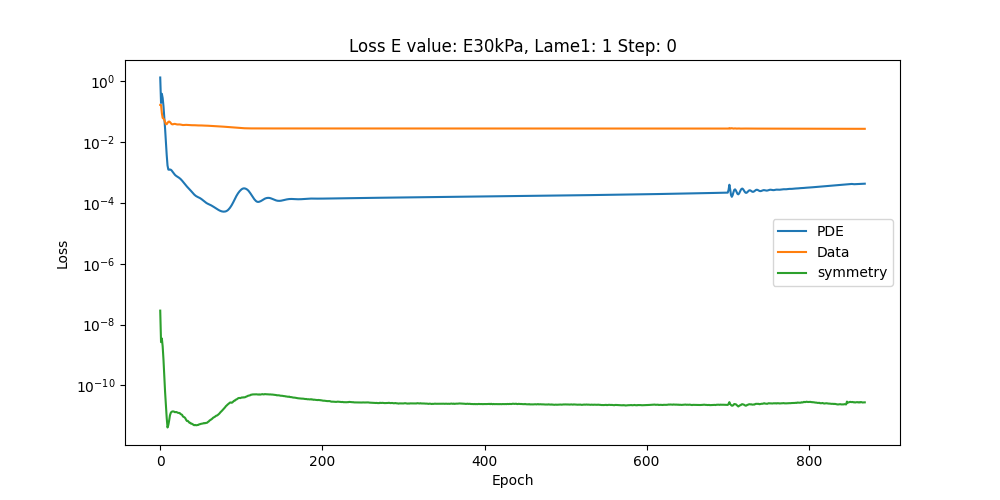 Loss E value: E30kPa, Lame1: 1 Step: 0
10^0
10^-2
10^-4
10^-6
10^-8
10^-10
Loss
PDE
Data
symmetry
0 200 400 600 800
Epoch